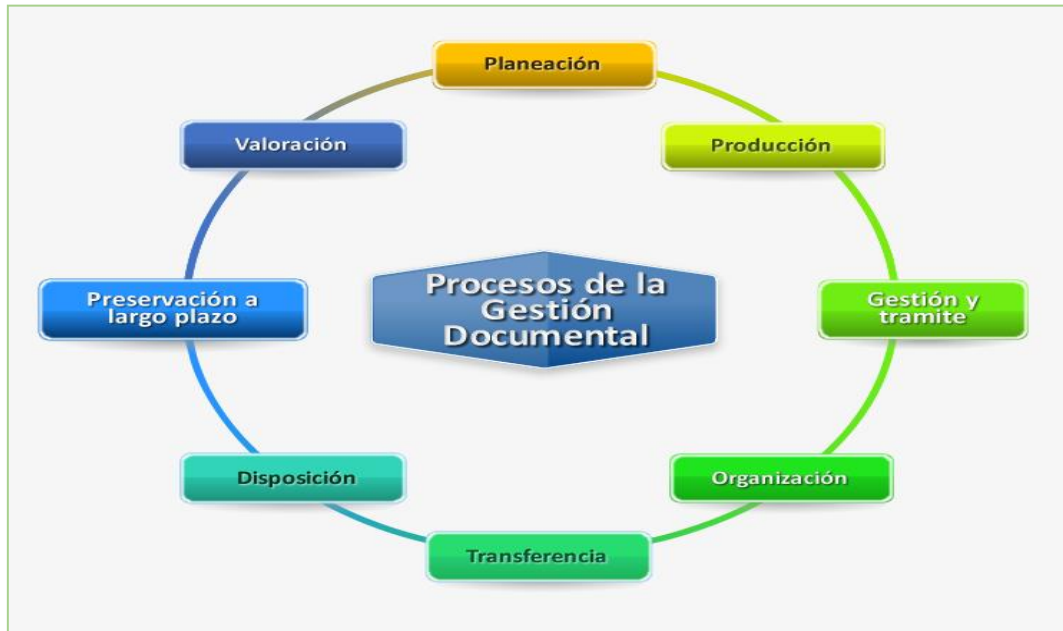 Planeación
Producción
Gestión y
tramite
Organización
Transferencia
Disposición
Preservación a
largo plazo
Valoración
Procesos de la
Gestión
Documental